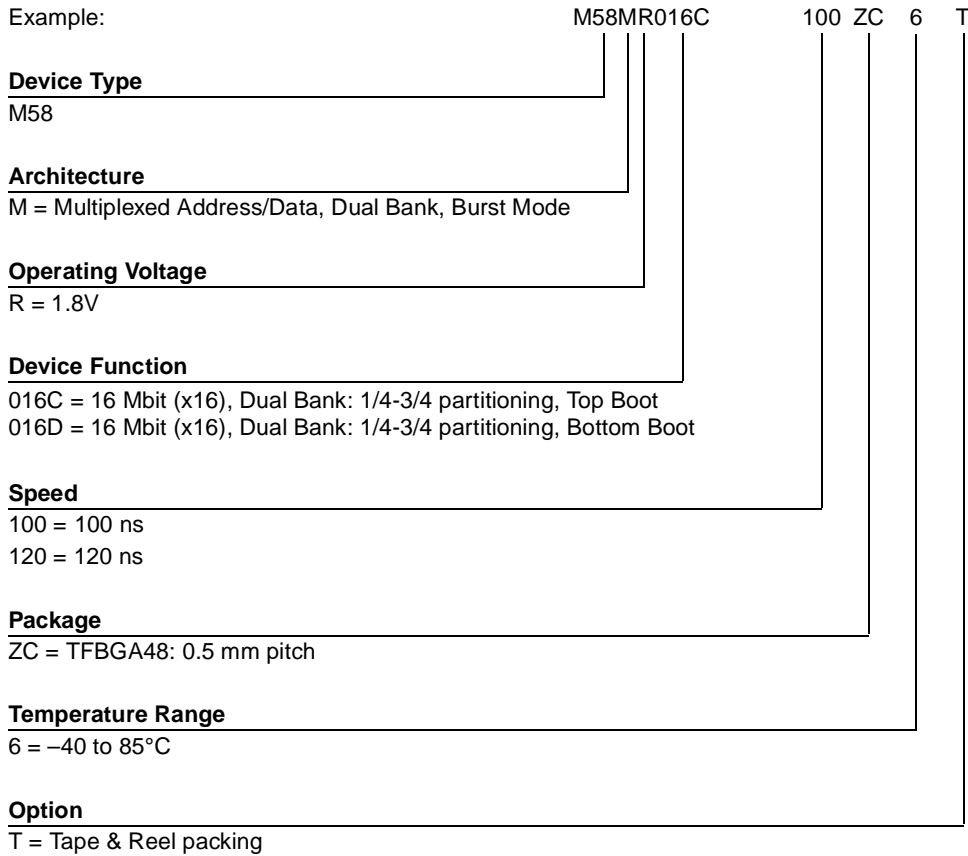 Example: M58MR016C 100 ZC 6 T
Device Type
M58
Architecture
M = Multiplexed Address/Data, Dual Bank, Burst Mode
Operating Voltage
R = 1.8V
Device Function
016C = 16 Mbit (x16), Dual Bank: 1/4-3/4 partitioning, Top Boot
016D = 16 Mbit (x16), Dual Bank: 1/4-3/4 partitioning, Bottom Boot
Speed
100 = 100 ns
120 = 120 ns
Package
ZC = TFBGA48: 0.5 mm pitch
Temperature Range
6 = –40 to 85°C
Option
T = Tape & Reel packing